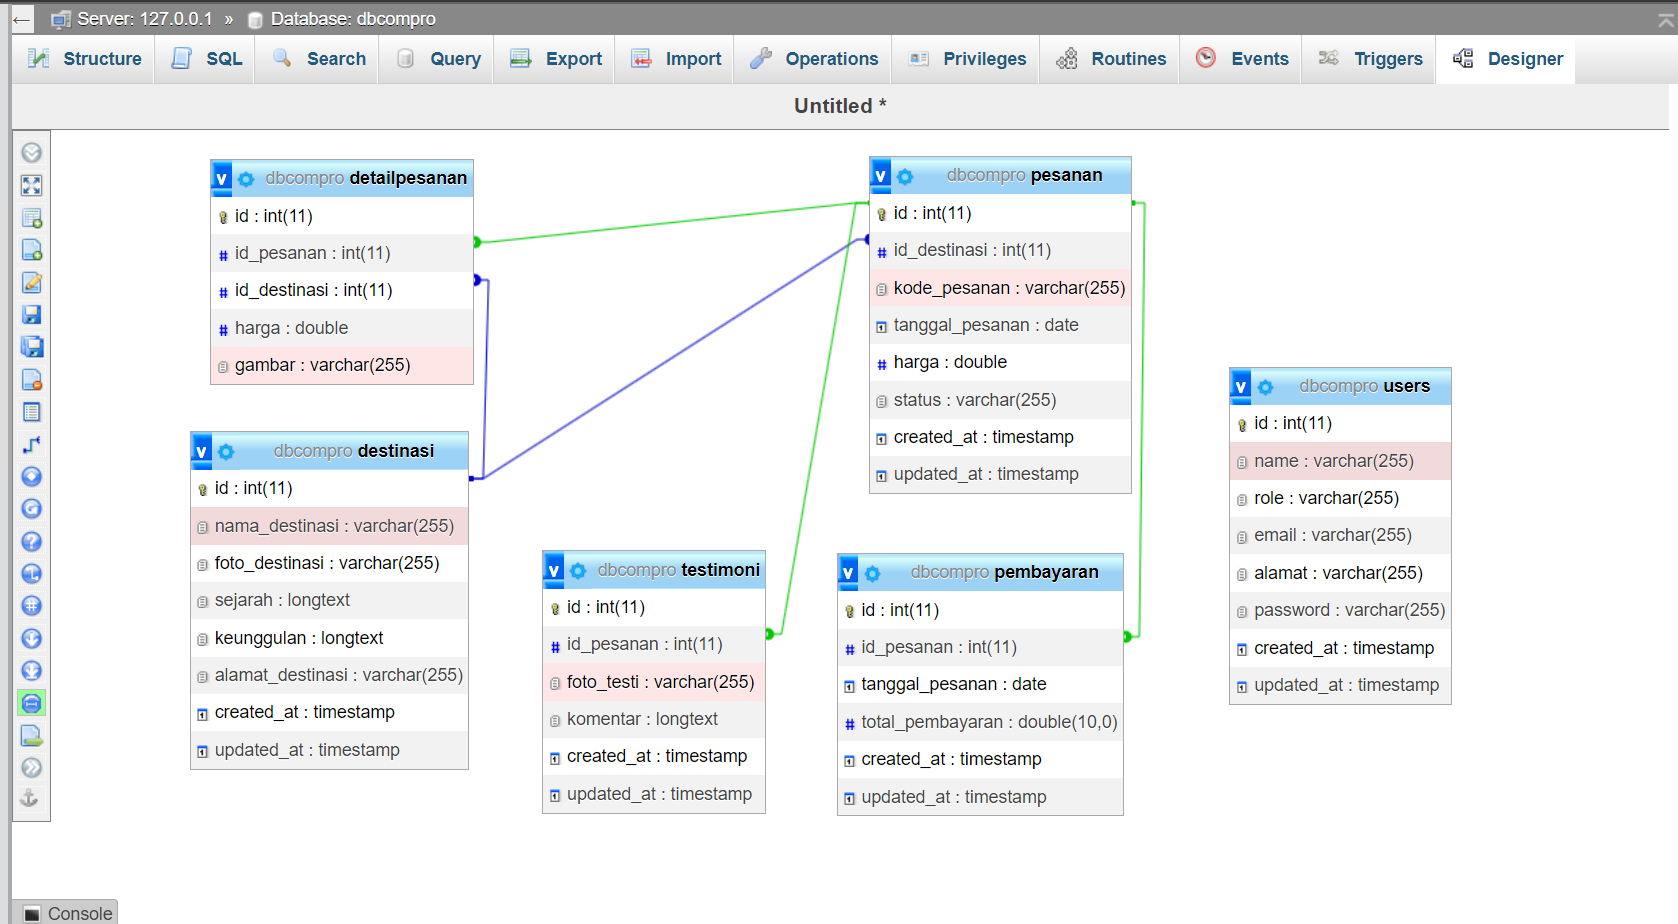 Server: 127.0.0.1 » Database: dbcompro
Structure SQL Search Query Export Import Operations Privileges Routines Events Triggers Designer
Untitled *
dbcompro detailpesanan
id : int(11)
id_pesanan : int(11)
id_destinasi : int(11)
harga : double
gambar : varchar(255)
dbcompro pesanan
id : int(11)
id_destinasi : int(11)
kode_pesanan : varchar(255)
tanggal_pesanan : date
harga : double
status : varchar(255)
created_at : timestamp
updated_at : timestamp
dbcompro users
id : int(11)
name : varchar(255)
role : varchar(255)
email : varchar(255)
alamat : varchar(255)
password : varchar(255)
created_at : timestamp
updated_at : timestamp
dbcompro destinasi
id : int(11)
nama_destinasi : varchar(255)
foto_destinasi : varchar(255)
sejarah : longtext
keunggulan : longtext
alamat_destinasi : varchar(255)
created_at : timestamp
updated_at : timestamp
dbcompro testimoni
id : int(11)
id_pesanan : int(11)
foto_testi : varchar(255)
komentar : longtext
created_at : timestamp
updated_at : timestamp
dbcompro pembayaran
id : int(11)
id_pesanan : int(11)
tanggal_pesanan : date
total_pembayaran : double(10,0)
created_at : timestamp
updated_at : timestamp
Console